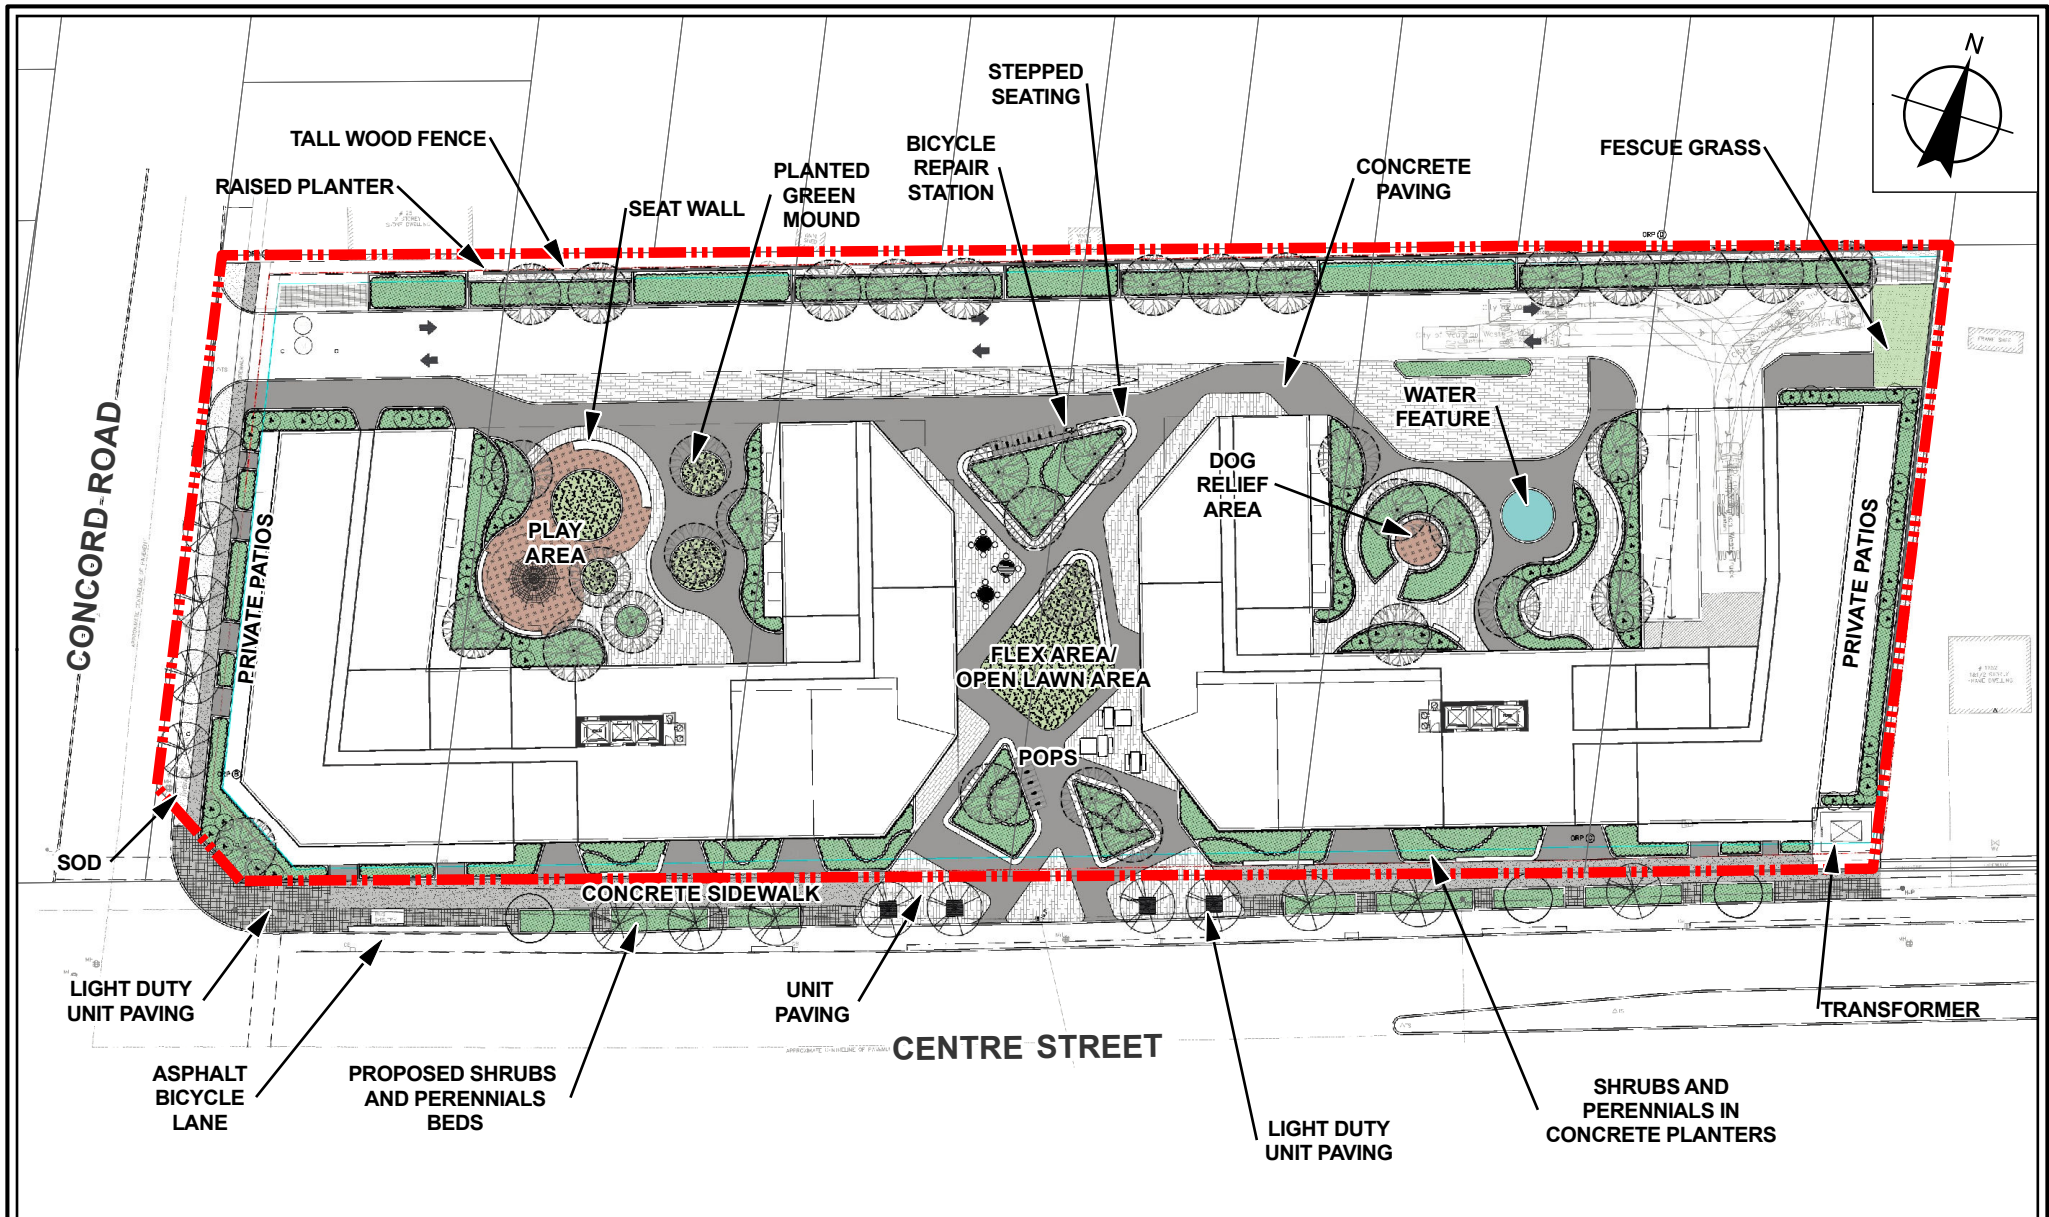 N
STEPPED
SEATING
TALL WOOD FENCE
BICYCLE
REPAIR
STATION
FESCUE GRASS
PLANTED
GREEN
MOUND
CONCRETE
PAVING
RAISED PLANTER
SEAT WALL
WATER
FEATURE
DOG
RELIEF
AREA
CONCORD ROAD
PRIVATE PATIOS
PLAY
AREA
PRIVATE PATIOS
FLEX AREA/
OPEN LAWN AREA
POPS
SOD
CONCRETE SIDEWALK
LIGHT DUTY
UNIT PAVING
UNIT
PAVING
TRANSFORMER
CENTRE STREET
ASPHALT
BICYCLE
LANE
PROPOSED SHRUBS
AND PERENNIALS
BEDS
SHRUBS AND
PERENNIALS IN
CONCRETE PLANTERS
LIGHT DUTY
UNIT PAVING